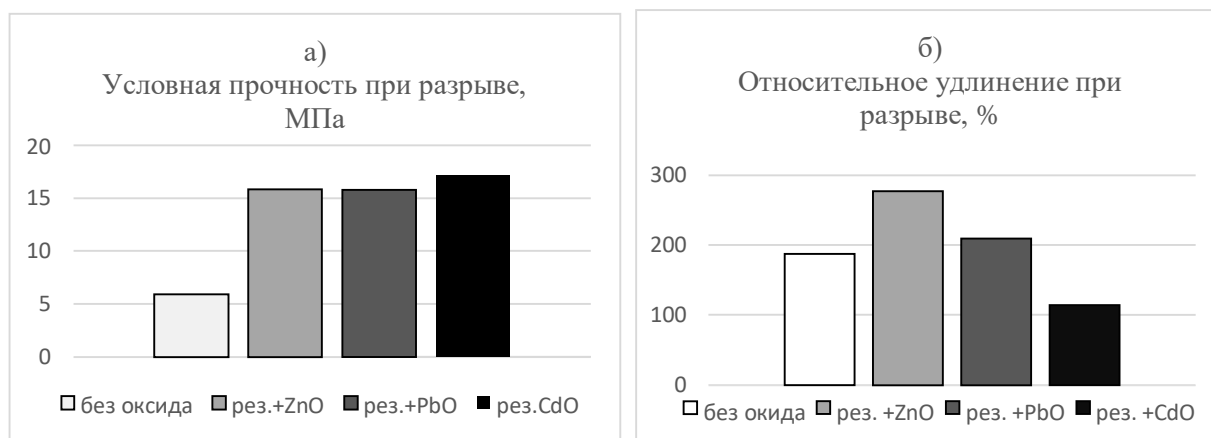 а)
Условная прочность при разрыве,
МПа
20
15
10
5
0
без оксида рез.+ZnO рез.+PbO рез.CdO
б)
Относительное удлинение при
разрыве, %
300
200
100
0
без окида рез. +ZnO рез. +PbO рез. +CdO